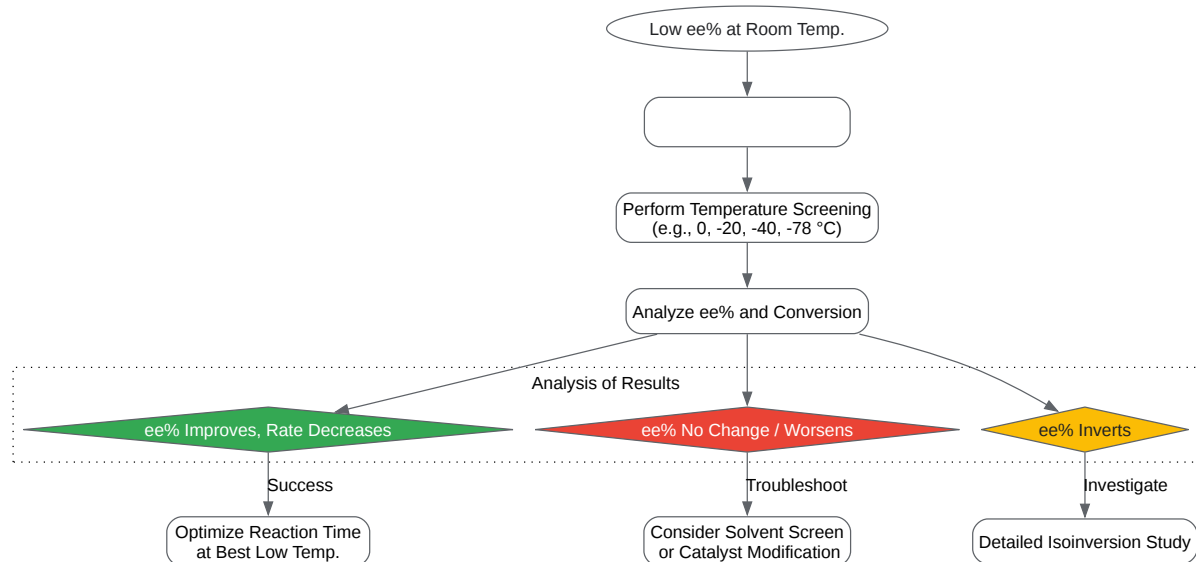 Low ee% at Room Temp.
Perform Temperature Screening
(e.g., 0, -20, -40, -78 °C)
Analyze ee% and Conversion
Analysis of Results
ee% Improves, Rate Decreases
ee% No Change / Worsens
ee% Inverts
Success
Troubleshoot
Investigate
Optimize Reaction Time
at Best Low Temp.
Consider Solvent Screen
or Catalyst Modification
Detailed Isoinversion Study